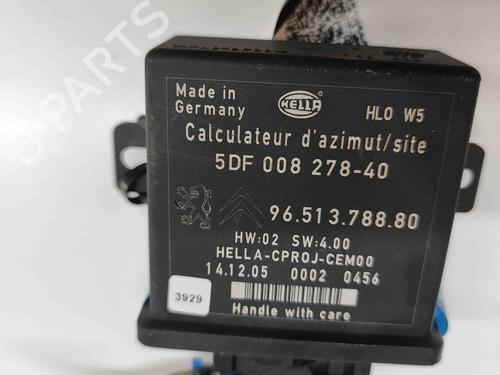 B-PARTS
Made in
Germany
HELLA
HL0 W5
Calculateur d'azimut/site
5DF 008 278-40
96.513.788.80
HW:02 SW:4.00
HELLA-CPROJ-CEM00
14.12.05 0002 0456
3929
Handle with care